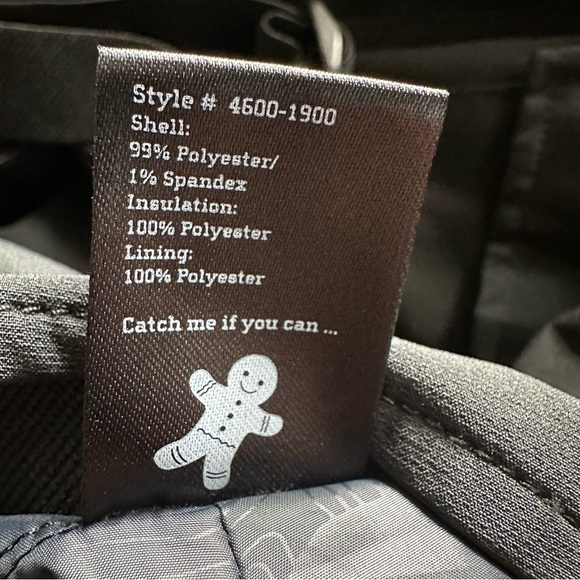 Style # 4600-1900
Shell:
99% Polyester/
1% Spandex
Insulation:
100% Polyester
Lining:
100% Polyester
Catch me if you can ...